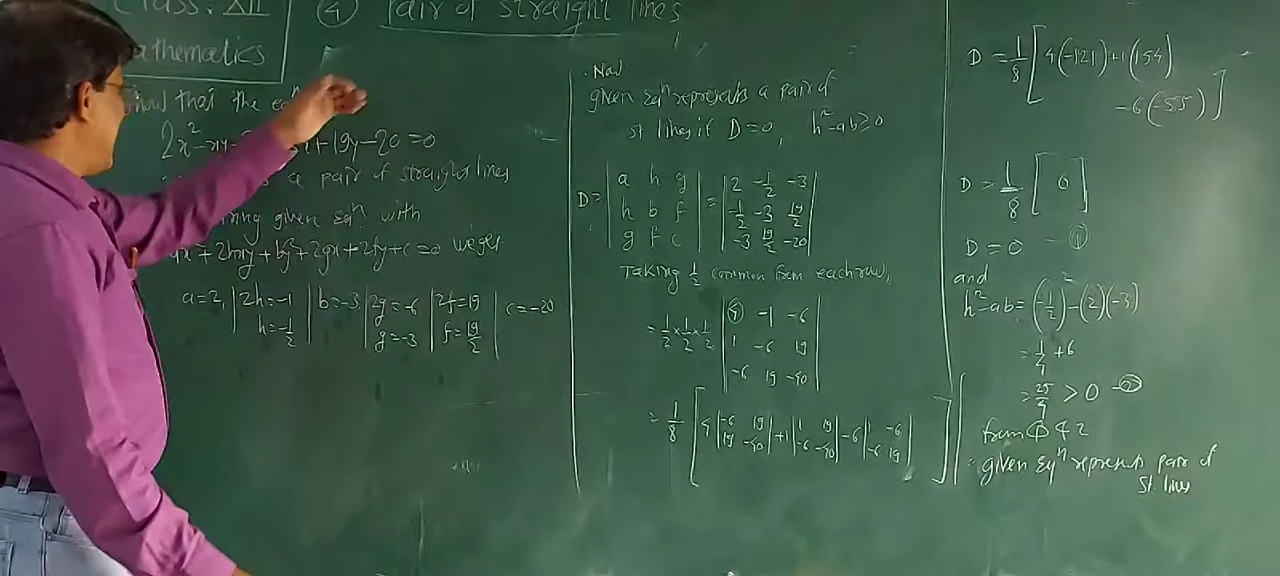 Class: XII
④ Pair of straight lines
athematics
that the eqⁿ
2x²-xy- +19y-20=0
a pair of straight lines
ring given Eqⁿ with
ax²+2hxy+by²+2gx+2fy+c=0 weget
a=2, | 2h=-1 | b=-3 | 2g=-6 | 2f=19 | c=-20
h=-1/2 | g=-3 | f=19/2
Now
given Eqⁿ represents a pair of
st lines if D=0, h²-ab≥0
D= |a h g| = |2 -1/2 -3|
|h b f| |-1/2 -3 19/2|
|g f c| |-3 19/2 -20|
Taking 1/2 common from each row,
=1/2×1/2×1/2 |4 -1 -6|
|1 -6 19|
|-6 19 -40|
=1/8 [4 |-6 19| +1 |1 19| -6 |1 -6| ]
|19 -40| |-6 -40| |-6 19|
D=1/8 [4(-121)+1(154)
-6(-55)]
D=1/8 [0]
D=0 - ①
and
h²-ab=(-1/2)²-(2)(-3)
=1/4+6
=25/4 >0 -②
from ① & 2
given Eqⁿ represents pair of
st. lines